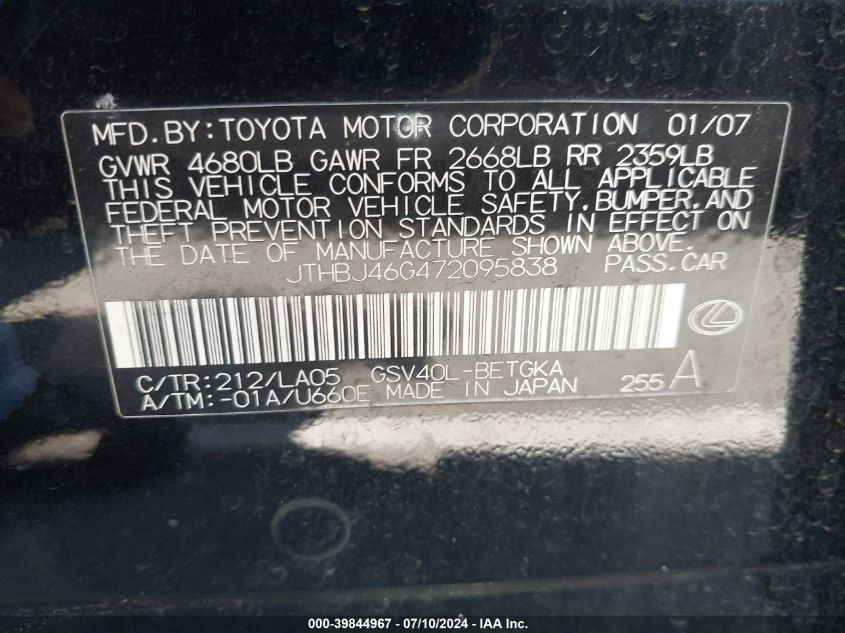 MFD.BY:TOYOTA MOTOR CORPORATION 01/07
GVWR 4680LB GAWR FR 2668LB RR 2359LB
THIS VEHICLE CONFORMS TO ALL APPLICABLE
FEDERAL MOTOR VEHICLE SAFETY,BUMPER,AND
THEFT PREVENTION STANDARDS IN EFFECT ON
THE DATE OF MANUFACTURE SHOWN ABOVE.
JTHBJ46G472095838 PASS.CAR
C/TR:212/LA05 GSV40L-BETGKA
A/TM:-01A/U660E MADE IN JAPAN 255 A
000-39844967 - 07/10/2024 - IAA Inc.